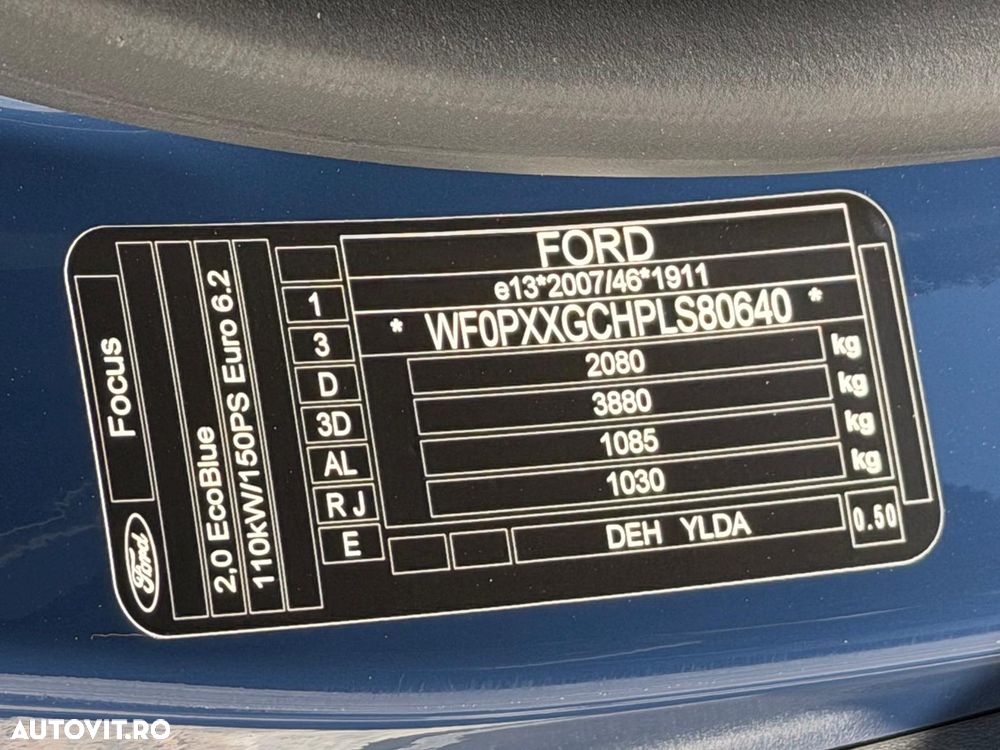 FORD
e13*2007/46*1911
* WF0PXXGCHPLS80640 *
2080 kg
3880 kg
1085 kg
1030 kg
DEH YLDA
0.50
1
3
D
3D
AL
R J
E
110kW/150PS Euro 6.2
2,0 EcoBlue
Focus
Ford
AUTOVIT.RO